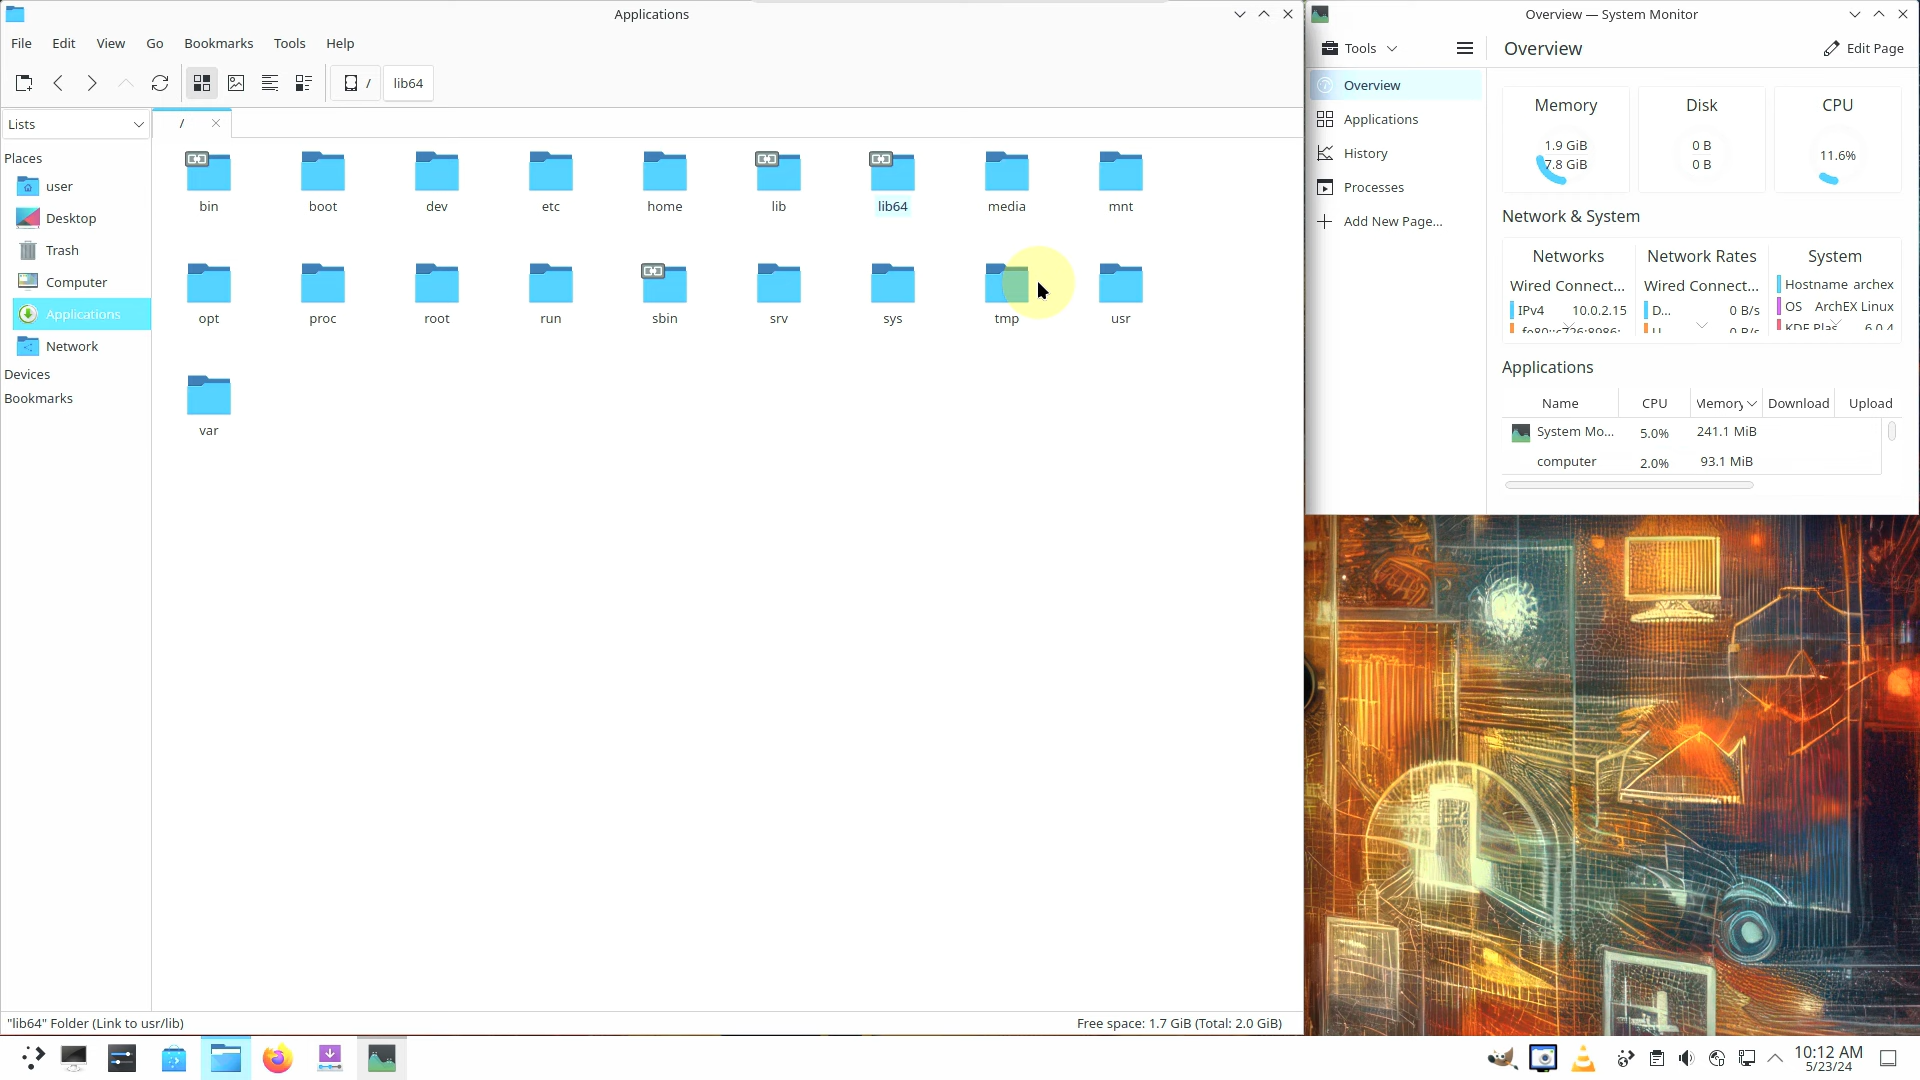 Applications
File Edit View Go Bookmarks Tools Help
/ lib64
Lists
/
Places
user
Desktop
Trash
Computer
Applications
Network
Devices
Bookmarks
bin boot dev etc home lib lib64 media mnt
opt proc root run sbin srv sys tmp usr
var
"lib64" Folder (Link to usr/lib)
Free space: 1.7 GiB (Total: 2.0 GiB)
Overview — System Monitor
Tools
Overview
Edit Page
Overview
Applications
History
Processes
Add New Page...
Memory Disk CPU
1.9 GiB 0 B
11.6%
7.8 GiB 0 B
Network & System
Networks Network Rates System
Wired Connect... Wired Connect... Hostname archex
IPv4 10.0.2.15 D... 0 B/s OS ArchEX Linux
0 B/s 6.0.4
Applications
Name CPU Memory Download Upload
System Mo... 5.0% 241.1 MiB
computer 2.0% 93.1 MiB
10:12 AM
5/23/24